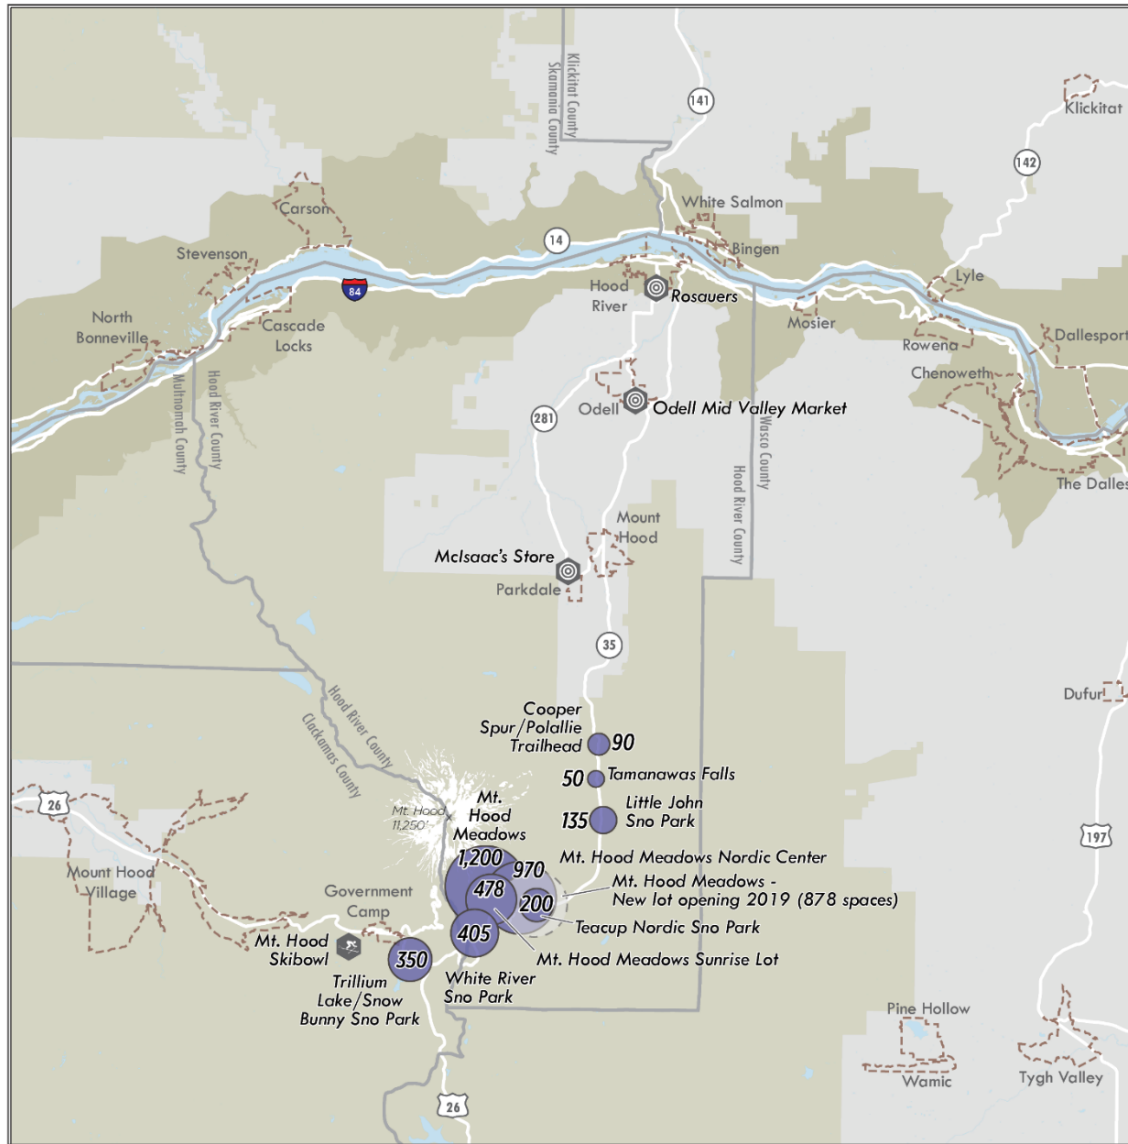 Klickitat County
Skamania County
141
Klickitat
142
White Salmon
Carson
14
Bingen
Stevenson
84
Lyle
Hood
River
Rosauers
North
Bonneville
Cascade
Locks
Mosier
Rowena
Dallesport
Chenoweth
Multnomah County
Hood River County
281
Odell
Odell Mid Valley Market
Wasco County
Hood River County
The Dalles
Mount
Hood
McIsaac's Store
Parkdale
35
Dufur
Hood River County
Clackamas County
Cooper
Spur/Polallie
Trailhead
90
50
Tamanawas Falls
135
Little John
Sno Park
26
Mt. Hood
11,250'
Mt.
Hood
Meadows
1,200
970
Mt. Hood Meadows Nordic Center
478
200
Mt. Hood Meadows -
New lot opening 2019 (878 spaces)
Teacup Nordic Sno Park
405
Mt. Hood Meadows Sunrise Lot
197
Mount Hood
Village
Government
Camp
Mt. Hood
Skibowl
350
White River
Sno Park
Trillium
Lake/Snow
Bunny Sno Park
Pine Hollow
Wamic
Tygh Valley
26